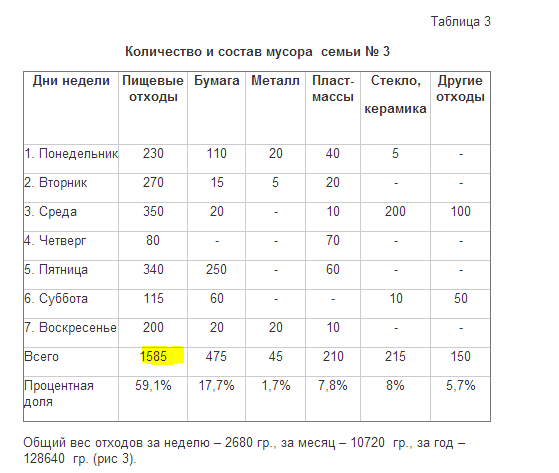 Таблица 3
Количество и состав мусора семьи № 3
Дни недели Пищевые отходы Бумага Металл Пласт-массы Стекло, керамика Другие отходы
1. Понедельник 230 110 20 40 5 -
2. Вторник 270 15 5 20 - -
3. Среда 350 20 - 10 200 100
4. Четверг 80 - - 70 - -
5. Пятница 340 250 - 60 - -
6. Суббота 115 60 - - 10 50
7. Воскресенье 200 20 20 10 - -
Всего 1585 475 45 210 215 150
Процентная доля 59,1% 17,7% 1,7% 7,8% 8% 5,7%
Общий вес отходов за неделю – 2680 гр., за месяц – 10720 гр., за год –
128640 гр. (рис 3).